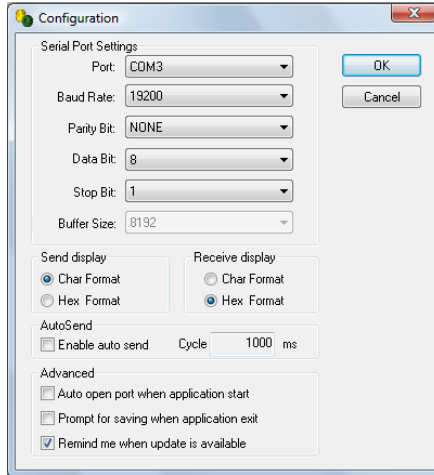 Configuration
Serial Port Settings
Port: COM3
OK
Baud Rate: 19200
Cancel
Parity Bit: NONE
Data Bit: 8
Stop Bit: 1
Buffer Size: 8192
Send display
Receive display
Char Format
Char Format
Hex Format
Hex Format
AutoSend
Enable auto send Cycle 1000 ms
Advanced
Auto open port when application start
Prompt for saving when application exit
Remind me when update is available